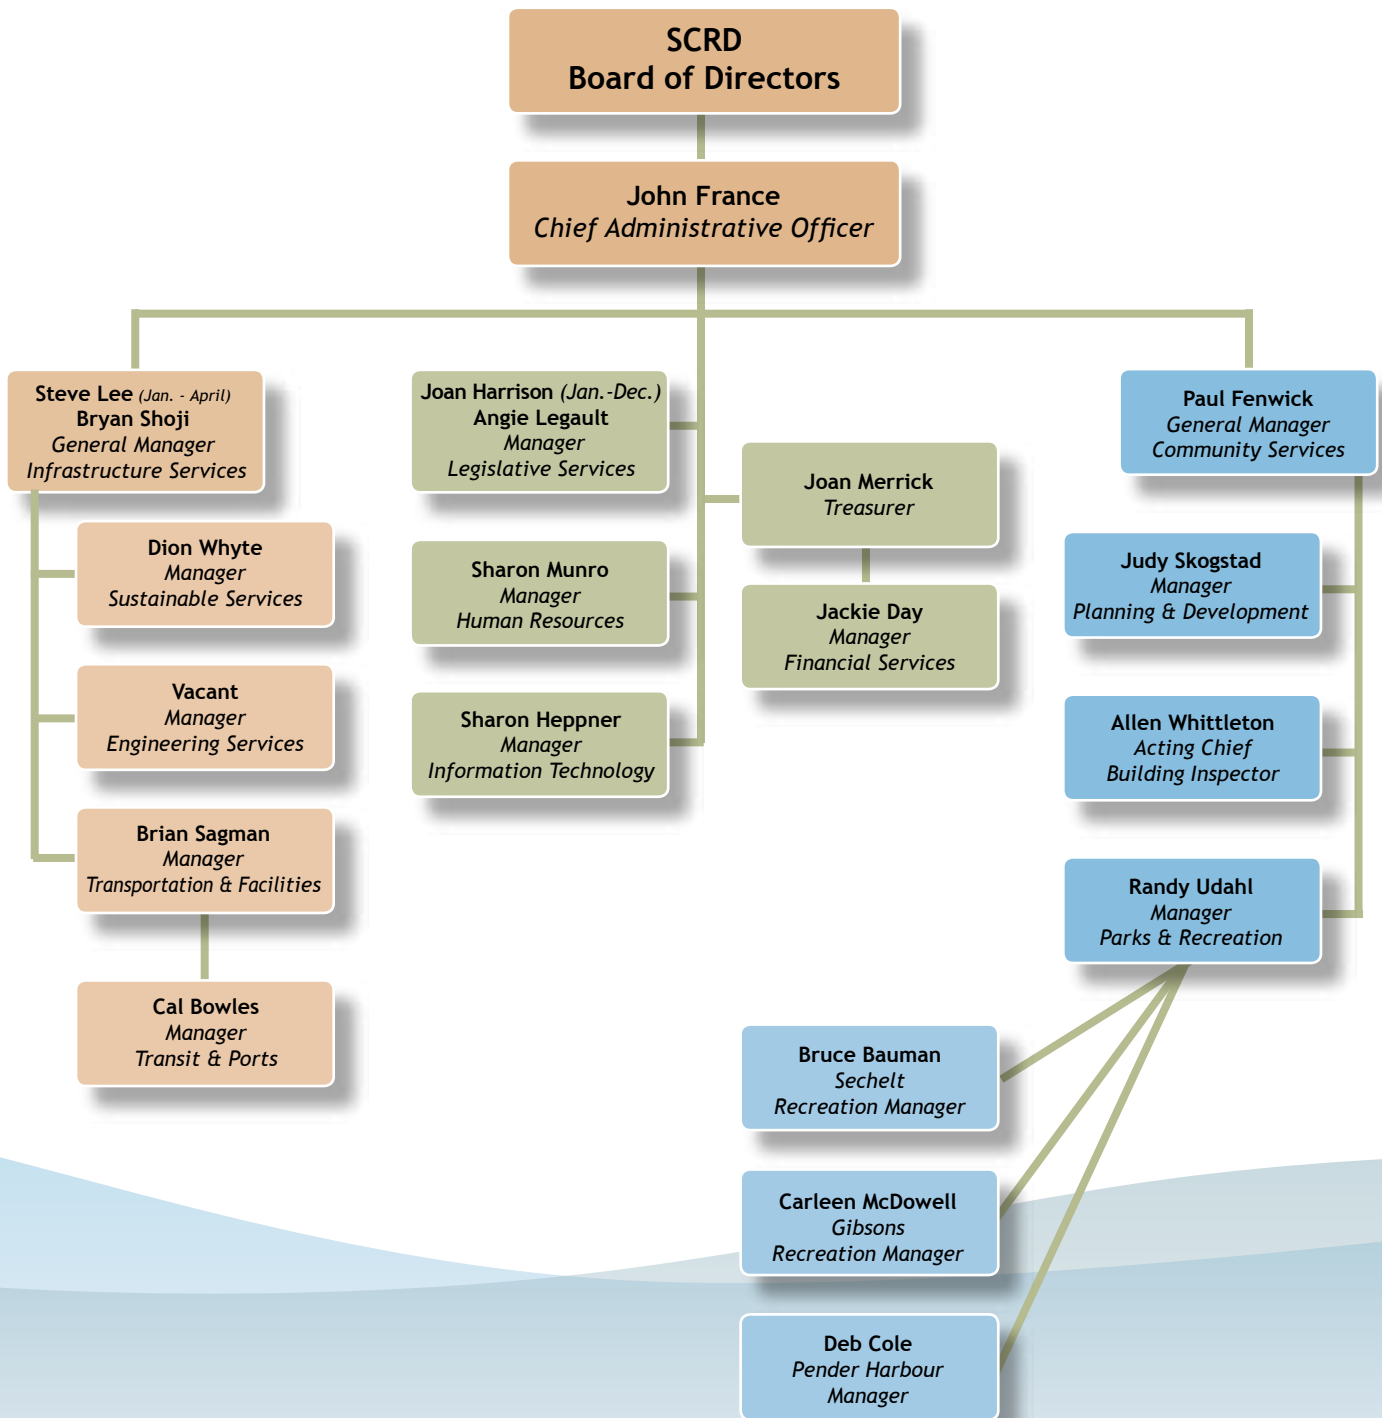 SCRD
Board of Directors
John France
Chief Administrative Officer
Steve Lee (Jan. - April)
Bryan Shoji
General Manager
Infrastructure Services
Dion Whyte
Manager
Sustainable Services
Vacant
Manager
Engineering Services
Brian Sagman
Manager
Transportation & Facilities
Cal Bowles
Manager
Transit & Ports
Joan Harrison (Jan.-Dec.)
Angie Legault
Manager
Legislative Services
Sharon Munro
Manager
Human Resources
Sharon Heppner
Manager
Information Technology
Joan Merrick
Treasurer
Jackie Day
Manager
Financial Services
Paul Fenwick
General Manager
Community Services
Judy Skogstad
Manager
Planning & Development
Allen Whittleton
Acting Chief
Building Inspector
Randy Udahl
Manager
Parks & Recreation
Bruce Bauman
Sechelt
Recreation Manager
Carleen McDowell
Gibsons
Recreation Manager
Deb Cole
Pender Harbour
Manager